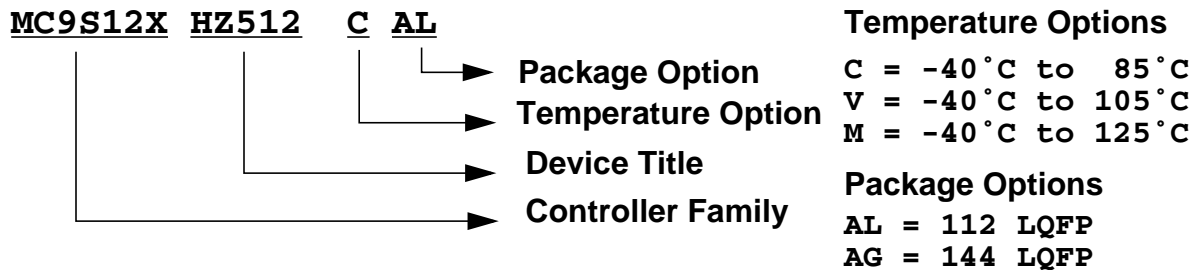 MC9S12X HZ512 C AL
Package Option
Temperature Option
Device Title
Controller Family
Temperature Options
C = -40˚C to 85˚C
V = -40˚C to 105˚C
M = -40˚C to 125˚C
Package Options
AL = 112 LQFP
AG = 144 LQFP